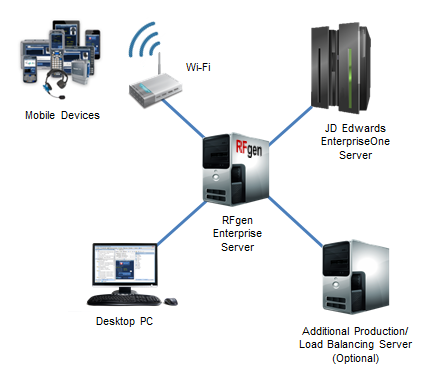 Wi-Fi
Mobile Devices
JD Edwards
EnterpriseOne
Server
RFgen
RFgen
Enterprise
Server
Desktop PC
Additional Production/
Load Balancing Server
(Optional)